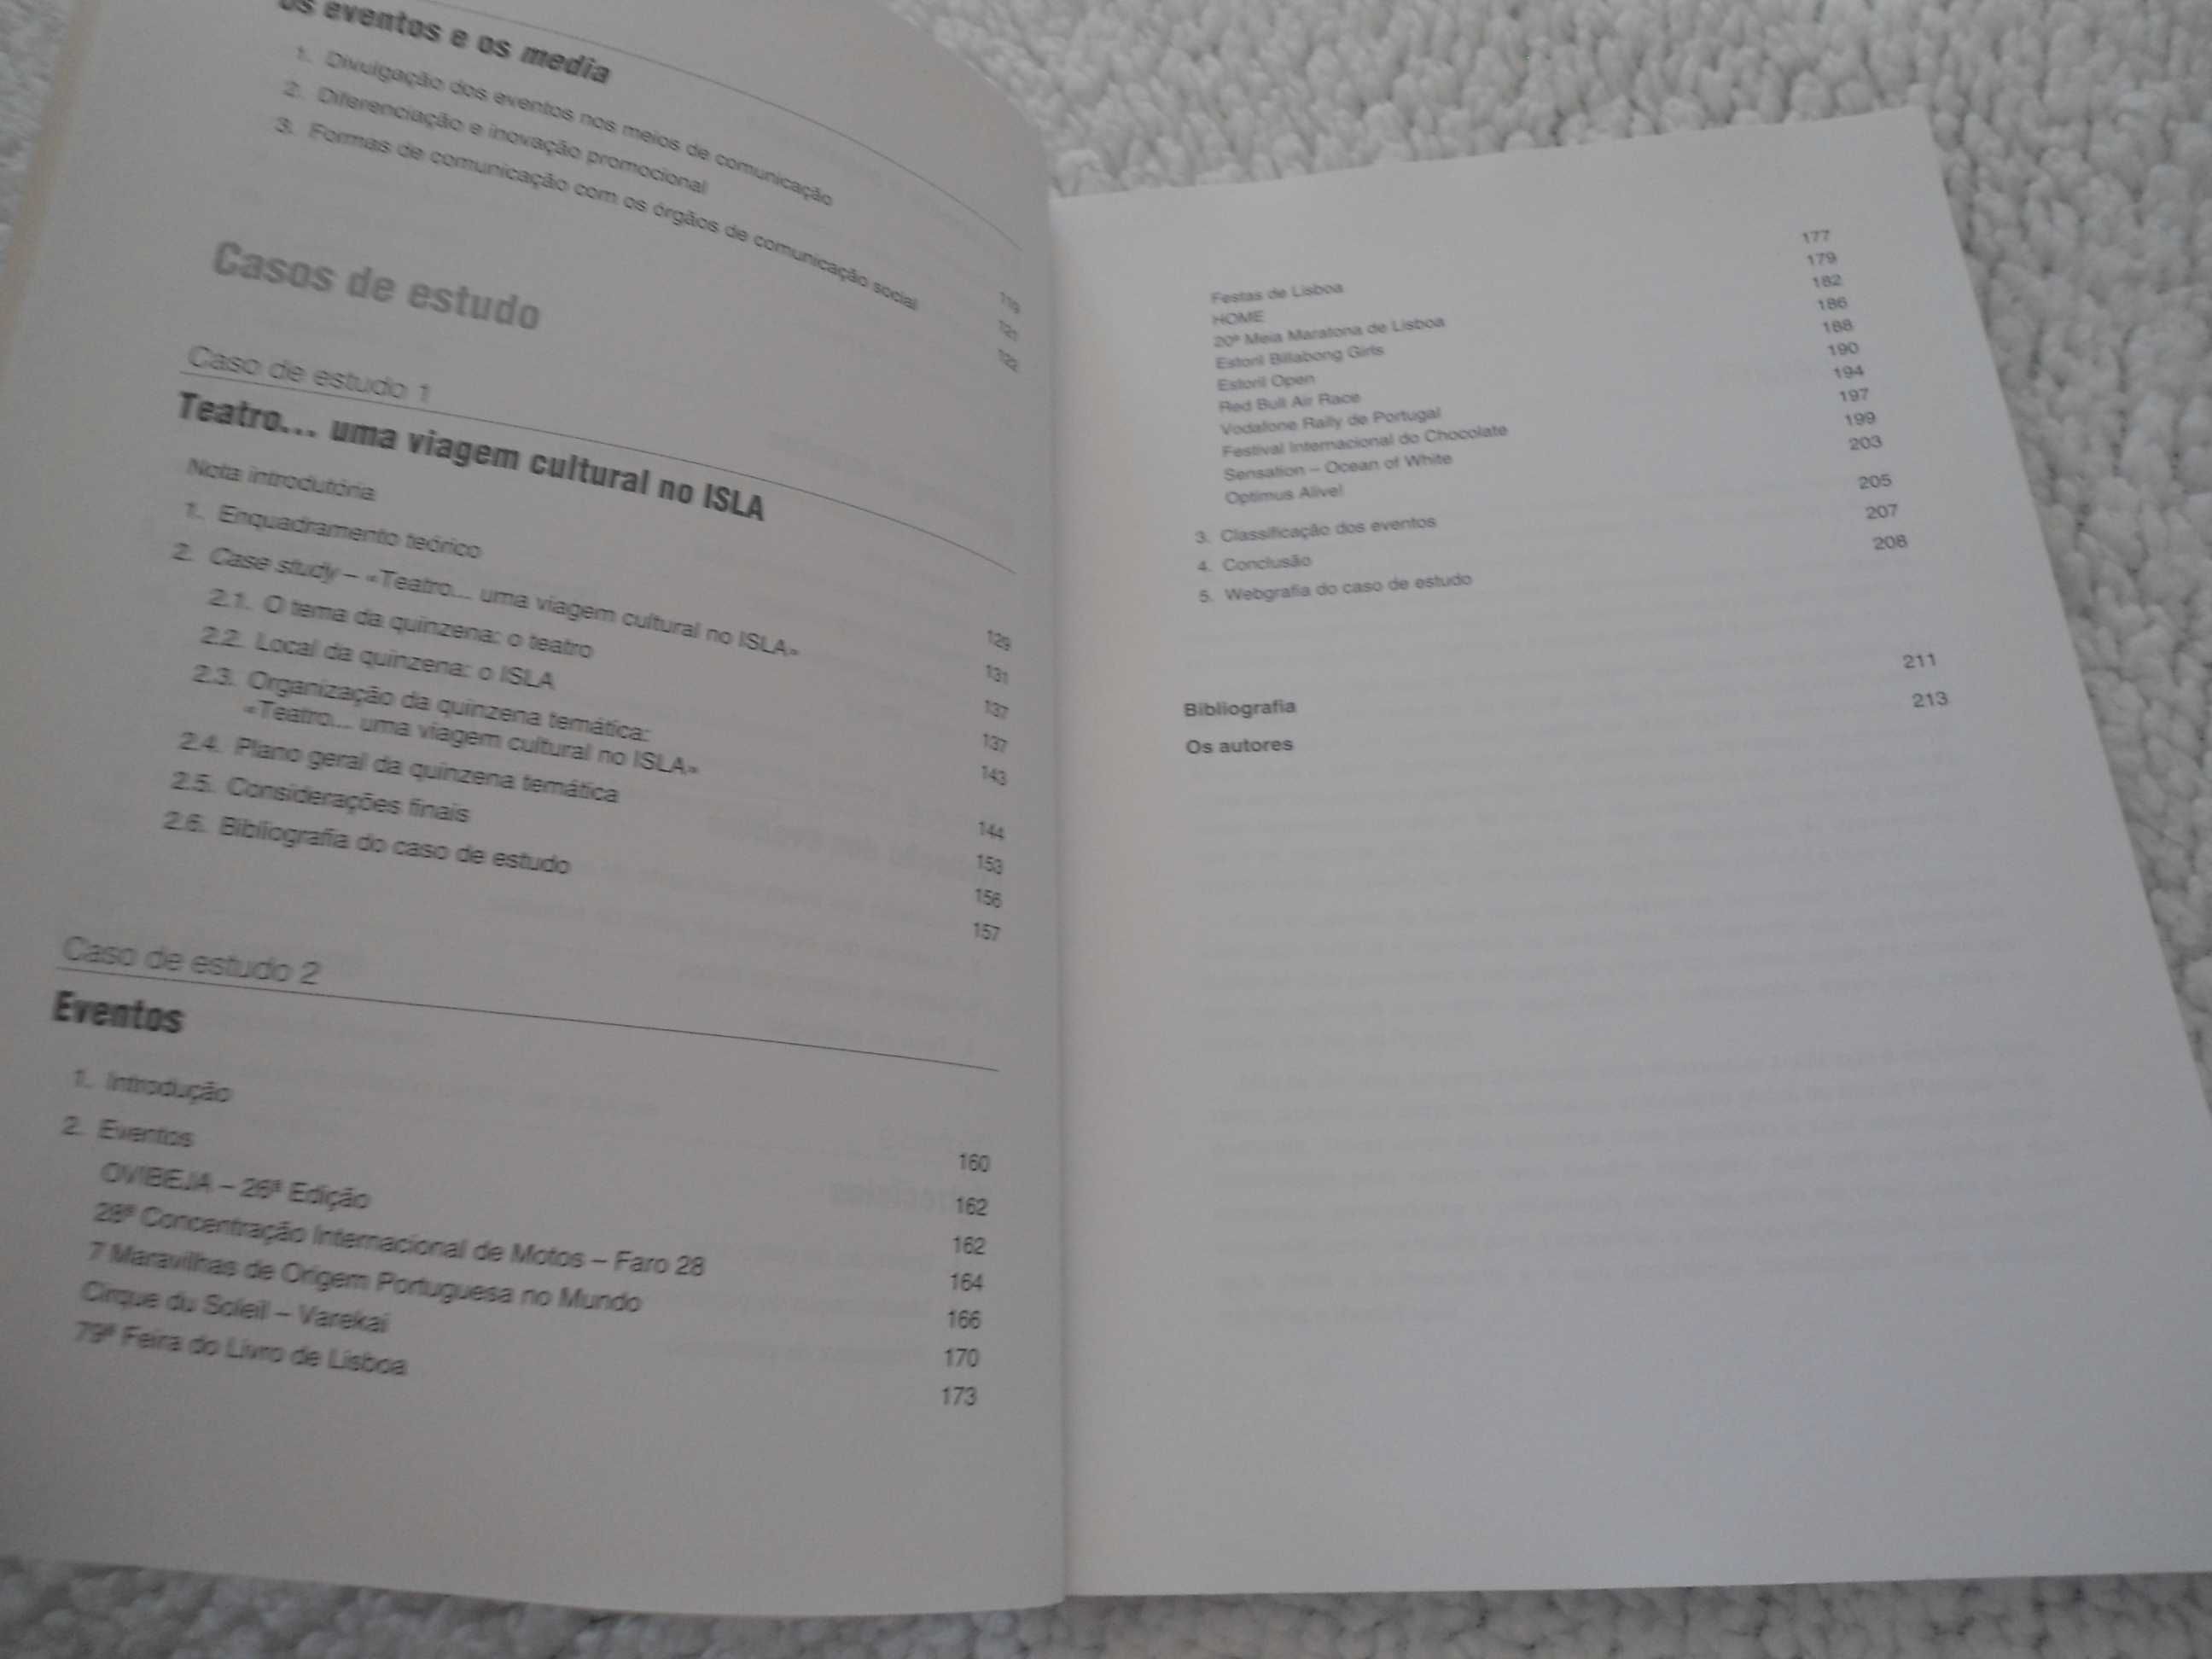 Os eventos e os media
1. Divulgação dos eventos nos meios de comunicação 119
2. Diferenciação e inovação promocional 121
3. Formas de comunicação com os órgãos de comunicação social 122
Casos de estudo
Caso de estudo 1
Teatro... uma viagem cultural no ISLA
Nota introdutória 129
1. Enquadramento teórico 131
2. Case study – «Teatro... uma viagem cultural no ISLA» 137
2.1. O tema da quinzena: o teatro 137
2.2. Local da quinzena: o ISLA 143
2.3. Organização da quinzena temática:
«Teatro... uma viagem cultural no ISLA» 144
2.4. Plano geral da quinzena temática 153
2.5. Considerações finais 156
2.6. Bibliografia do caso de estudo 157
Caso de estudo 2
Eventos
1. Introdução 160
2. Eventos 162
OVIBEJA – 26ª Edição 162
28ª Concentração Internacional de Motos – Faro 28 164
7 Maravilhas de Origem Portuguesa no Mundo 166
Cirque du Soleil – Varekai 170
79ª Feira do Livro de Lisboa 173
Festas de Lisboa 177
HOME 179
20ª Meia Maratona de Lisboa 182
Estoril Billabong Girls 186
Estoril Open 188
Red Bull Air Race 190
Vodafone Rally de Portugal 194
Festival Internacional do Chocolate 197
Sensation – Ocean of White 199
Optimus Alive! 203
3. Classificação dos eventos 205
4. Conclusão 207
5. Webgrafia do caso de estudo 208
Bibliografia 211
Os autores 213